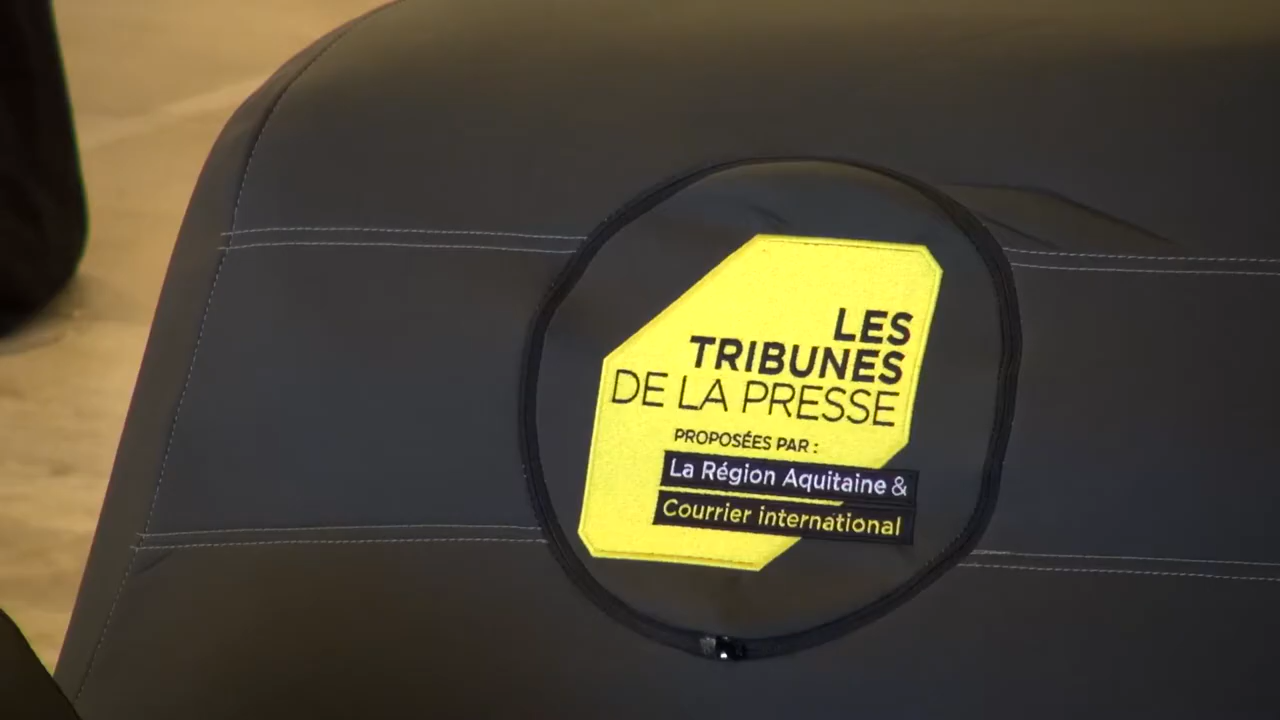 LES
TRIBUNES
DE LA PRESSE
PROPOSÉES PAR :
La Région Aquitaine &
Courrier international